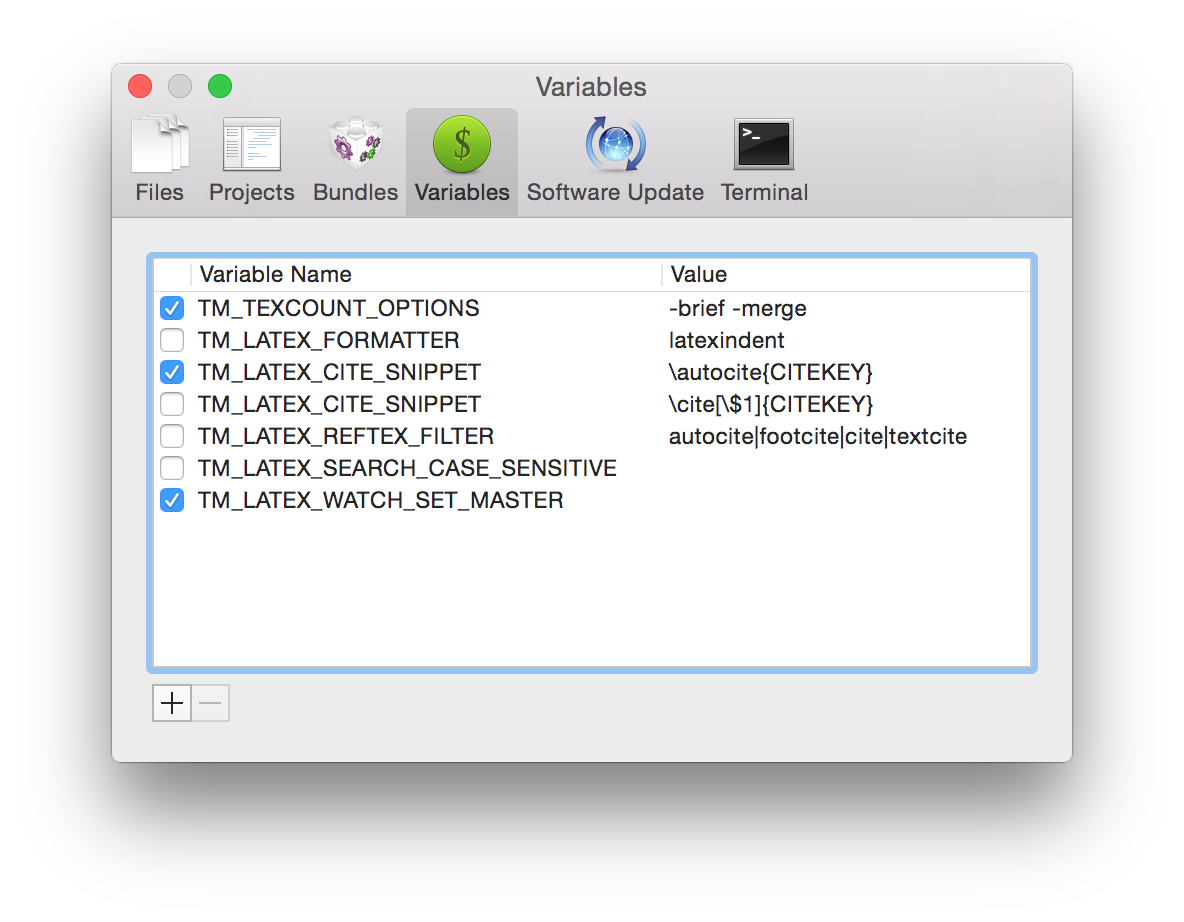 Variables
Files Projects Bundles Variables Software Update Terminal
Variable Name Value
TM_TEXCOUNT_OPTIONS -brief -merge
TM_LATEX_FORMATTER latexindent
TM_LATEX_CITE_SNIPPET \autocite{CITEKEY}
TM_LATEX_CITE_SNIPPET \cite[\$1]{CITEKEY}
TM_LATEX_REFTEX_FILTER autocite|footcite|cite|textcite
TM_LATEX_SEARCH_CASE_SENSITIVE
TM_LATEX_WATCH_SET_MASTER